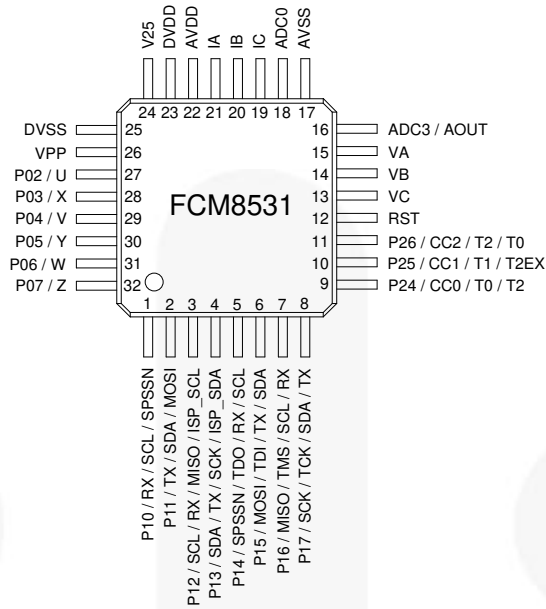 V25
DVDD
AVDD
IA
IB
IC
ADC0
AVSS
24 23 22 21 20 19 18 17
DVSS 25
VPP 26
P02 / U 27
P03 / X 28
P04 / V 29
P05 / Y 30
P06 / W 31
P07 / Z 32
FCM8531
16 ADC3 / AOUT
15 VA
14 VB
13 VC
12 RST
11 P26 / CC2 / T2 / T0
10 P25 / CC1 / T1 / T2EX
9 P24 / CC0 / T0 / T2
1 2 3 4 5 6 7 8
P10 / RX / SCL / SPSSN
P11 / TX / SDA / MOSI
P12 / SCL / RX / MISO / ISP_SCL
P13 / SDA / TX / SCK / ISP_SDA
P14 / SPSSN / TDO / RX / SCL
P15 / MOSI / TDI / TX / SDA
P16 / MISO / TMS / SCL / RX
P17 / SCK / TCK / SDA / TX